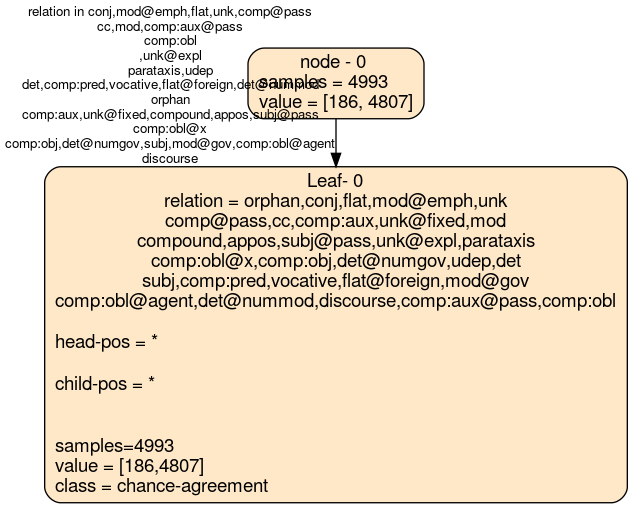 relation in conj,mod@emph,flat,unk,comp@pass
cc,mod,comp:aux@pass
comp:obl
,unk@expl
parataxis,udep
det,comp:pred,vocative,flat@foreign,det@nummod
orphan
comp:aux,unk@fixed,compound,appos,subj@pass
comp:obl@x
comp:obj,det@numgov,subj,mod@gov,comp:obl@agent
discourse
node - 0
samples = 4993
value = [186, 4807]
Leaf- 0
relation = orphan,conj,flat,mod@emph,unk
comp@pass,cc,comp:aux,unk@fixed,mod
compound,appos,subj@pass,unk@expl,parataxis
comp:obl@x,comp:obj,det@numgov,udep,det
subj,comp:pred,vocative,flat@foreign,mod@gov
comp:obl@agent,det@nummod,discourse,comp:aux@pass,comp:obl
head-pos = *
child-pos = *
samples=4993
value = [186,4807]
class = chance-agreement